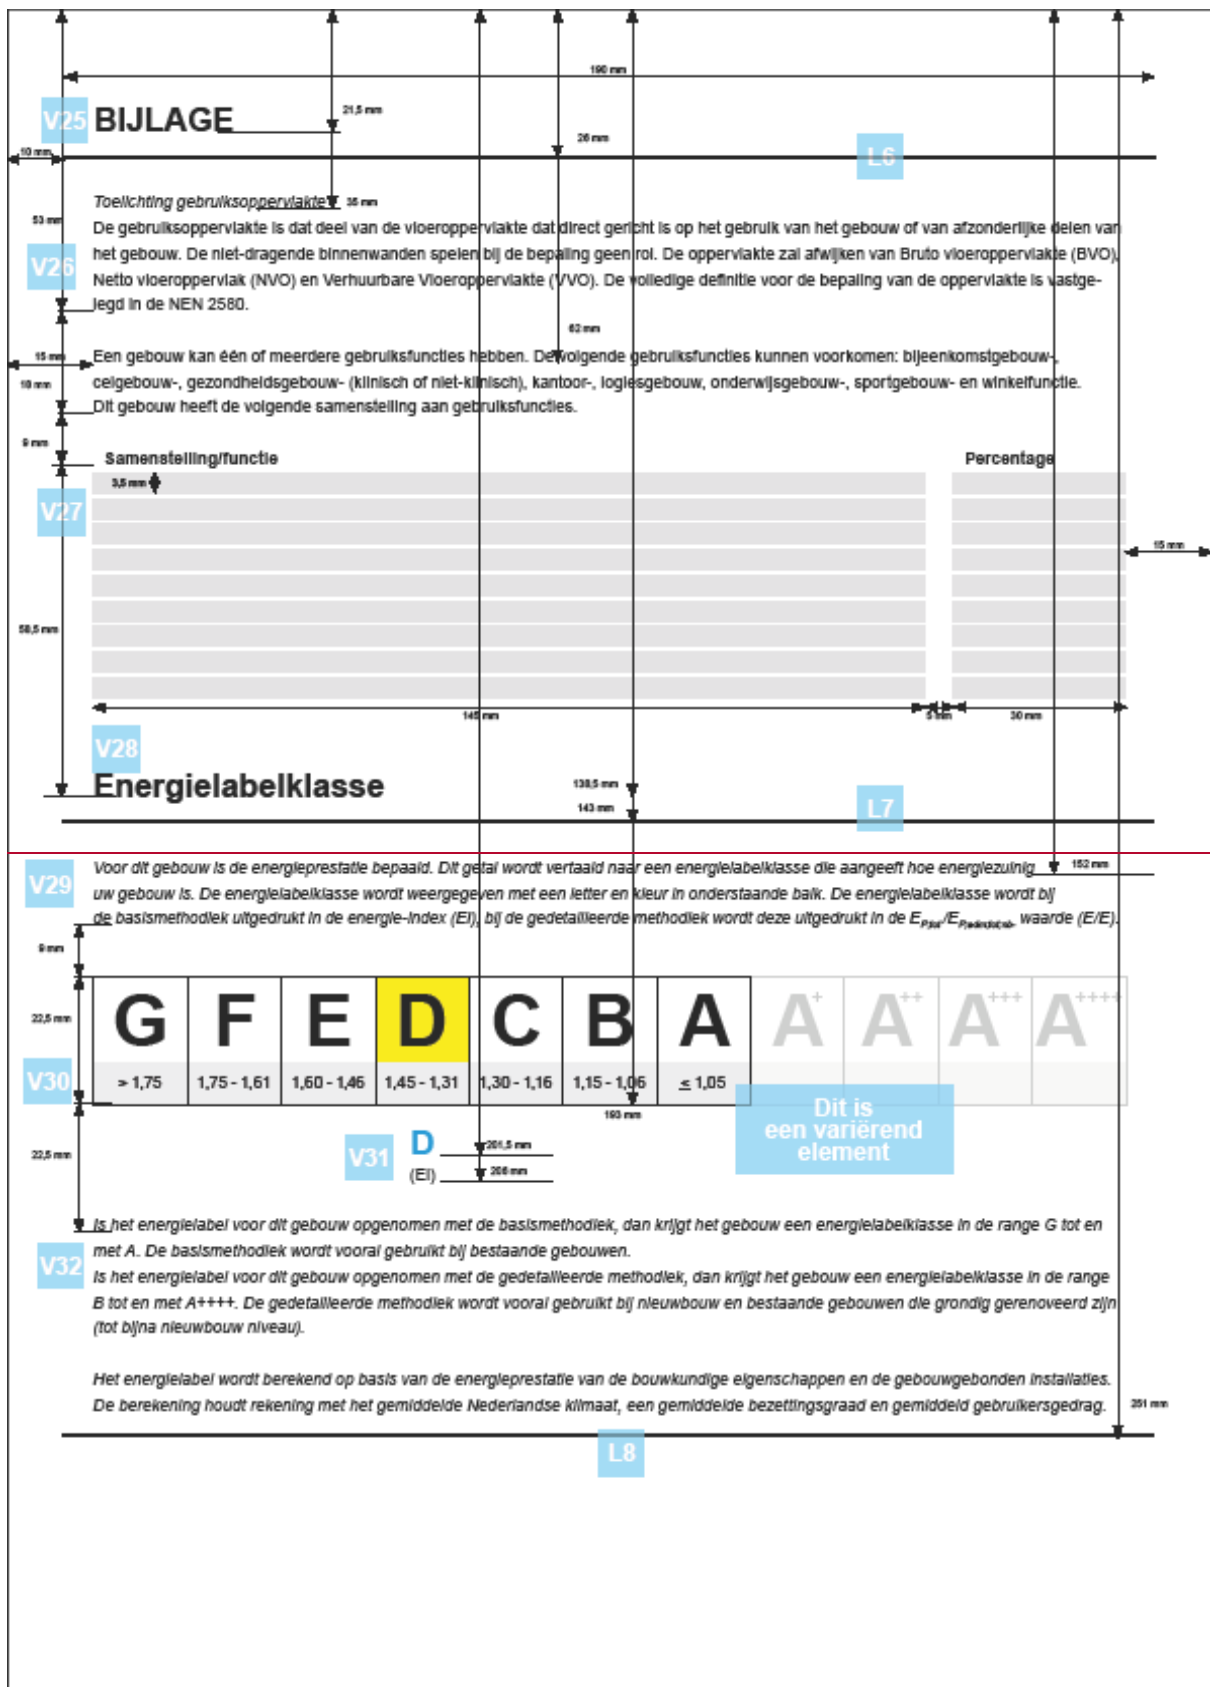 190 mm
V25 BIJLAGE
21,5 mm
26 mm
L6
10 mm
Toelichting gebruiksoppervlakte
35 mm
53 mm
De gebruiksoppervlakte is dat deel van de vloeroppervlakte dat direct gericht is op het gebruik van het gebouw of van afzonderlijke delen van
V26
het gebouw. De niet-dragende binnenwanden spelen bij de bepaling geen rol. De oppervlakte zal afwijken van Bruto vloeroppervlakte (BVO),
Netto vloeroppervlak (NVO) en Verhuurbare Vloeroppervlakte (VVO). De volledige definitie voor de bepaling van de oppervlakte is vastge-
legd in de NEN 2580.
62 mm
15 mm
Een gebouw kan één of meerdere gebruiksfuncties hebben. De volgende gebruiksfuncties kunnen voorkomen: bijeenkomstgebouw-,
18 mm
celgebouw-, gezondheidsgebouw- (klinisch of niet-klinisch), kantoor-, logiesgebouw, onderwijsgebouw-, sportgebouw- en winkelfunctie.
Dit gebouw heeft de volgende samenstelling aan gebruiksfuncties.
9 mm
Samenstelling/functie Percentage
3,5 mm
V27
15 mm
58,5 mm
145 mm 5 mm 30 mm
V28
Energielabelklasse
138,5 mm
143 mm
L7
V29
Voor dit gebouw is de energieprestatie bepaald. Dit getal wordt vertaald naar een energielabelklasse die aangeeft hoe energiezuinig
152 mm
uw gebouw is. De energielabelklasse wordt weergegeven met een letter en kleur in onderstaande balk. De energielabelklasse wordt bij
de basismethodiek uitgedrukt in de energie-index (EI), bij de gedetailleerde methodiek wordt deze uitgedrukt in de waarde (E/E).
9 mm
22,5 mm
G F E D C B A A+ A++ A+++ A++++
V30
> 1,75 1,75 - 1,61 1,60 - 1,46 1,45 - 1,31 1,30 - 1,16 1,15 - 1,06 ≤ 1,05
193 mm
Dit is
een variërend
element
22,5 mm
V31
D
201,5 mm
(EI)
206 mm
Is het energielabel voor dit gebouw opgenomen met de basismethodiek, dan krijgt het gebouw een energielabelklasse in de range G tot en
met A. De basismethodiek wordt vooral gebruikt bij bestaande gebouwen.
V32
Is het energielabel voor dit gebouw opgenomen met de gedetailleerde methodiek, dan krijgt het gebouw een energielabelklasse in de range
B tot en met A++++. De gedetailleerde methodiek wordt vooral gebruikt bij nieuwbouw en bestaande gebouwen die grondig gerenoveerd zijn
(tot bijna nieuwbouw niveau).
Het energielabel wordt berekend op basis van de energieprestatie van de bouwkundige eigenschappen en de gebouwgebonden installaties.
De berekening houdt rekening met het gemiddelde Nederlandse klimaat, een gemiddelde bezettingsgraad en gemiddeld gebruikersgedrag.
251 mm
L8